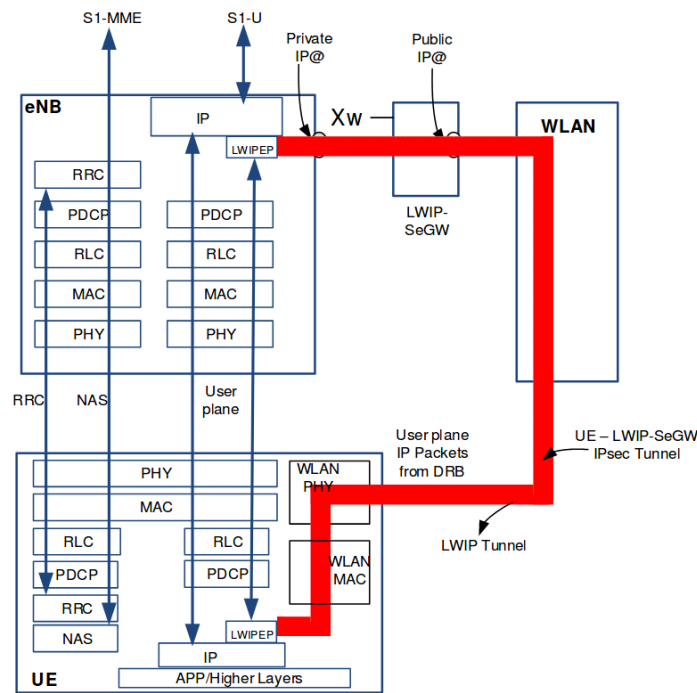 S1-MME
S1-U
Private
IP@
Public
IP@
eNB
IP
LWIPEP
Xw
WLAN
LWIP-
SeGW
RRC
PDCP
RLC
MAC
PHY
PDCP
RLC
MAC
PHY
RRC
NAS
User
plane
User plane
IP Packets
from DRB
UE – LWIP-SeGW
IPsec Tunnel
LWIP Tunnel
PHY
MAC
WLAN
PHY
RLC
PDCP
RRC
NAS
RLC
PDCP
WLAN
MAC
LWIPEP
IP
APP/Higher Layers
UE